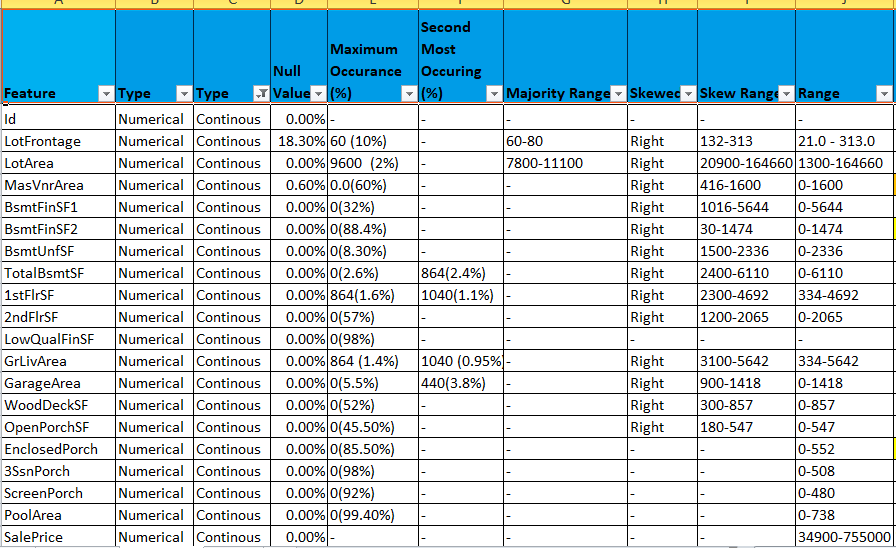 A B C D E F G H I J
Feature Type Type Null Value Maximum Occurance (%) Second Most Occuring (%) Majority Range Skewed Skew Range Range
Id Numerical Continous 0.00% - - - - - -
LotFrontage Numerical Continous 18.30% 60 (10%) - 60-80 Right 132-313 21.0 - 313.0
LotArea Numerical Continous 0.00% 9600 (2%) - 7800-11100 Right 20900-164660 1300-164660
MasVnrArea Numerical Continous 0.60% 0.0(60%) - - Right 416-1600 0-1600
BsmtFinSF1 Numerical Continous 0.00% 0(32%) - - Right 1016-5644 0-5644
BsmtFinSF2 Numerical Continous 0.00% 0(88.4%) - - Right 30-1474 0-1474
BsmtUnfSF Numerical Continous 0.00% 0(8.30%) - - Right 1500-2336 0-2336
TotalBsmtSF Numerical Continous 0.00% 0(2.6%) 864(2.4%) - Right 2400-6110 0-6110
1stFlrSF Numerical Continous 0.00% 864(1.6%) 1040(1.1%) - Right 2300-4692 334-4692
2ndFlrSF Numerical Continous 0.00% 0(57%) - - Right 1200-2065 0-2065
LowQualFinSF Numerical Continous 0.00% 0(98%) - - - - -
GrLivArea Numerical Continous 0.00% 864 (1.4%) 1040 (0.95% - Right 3100-5642 334-5642
GarageArea Numerical Continous 0.00% 0(5.5%) 440(3.8%) - Right 900-1418 0-1418
WoodDeckSF Numerical Continous 0.00% 0(52%) - - Right 300-857 0-857
OpenPorchSF Numerical Continous 0.00% 0(45.50%) - - Right 180-547 0-547
EnclosedPorch Numerical Continous 0.00% 0(85.50%) - - - - 0-552
3SsnPorch Numerical Continous 0.00% 0(98%) - - - - 0-508
ScreenPorch Numerical Continous 0.00% 0(92%) - - - - 0-480
PoolArea Numerical Continous 0.00% 0(99.40%) - - - - 0-738
SalePrice Numerical Continous 0.00% - - - - - 34900-755000